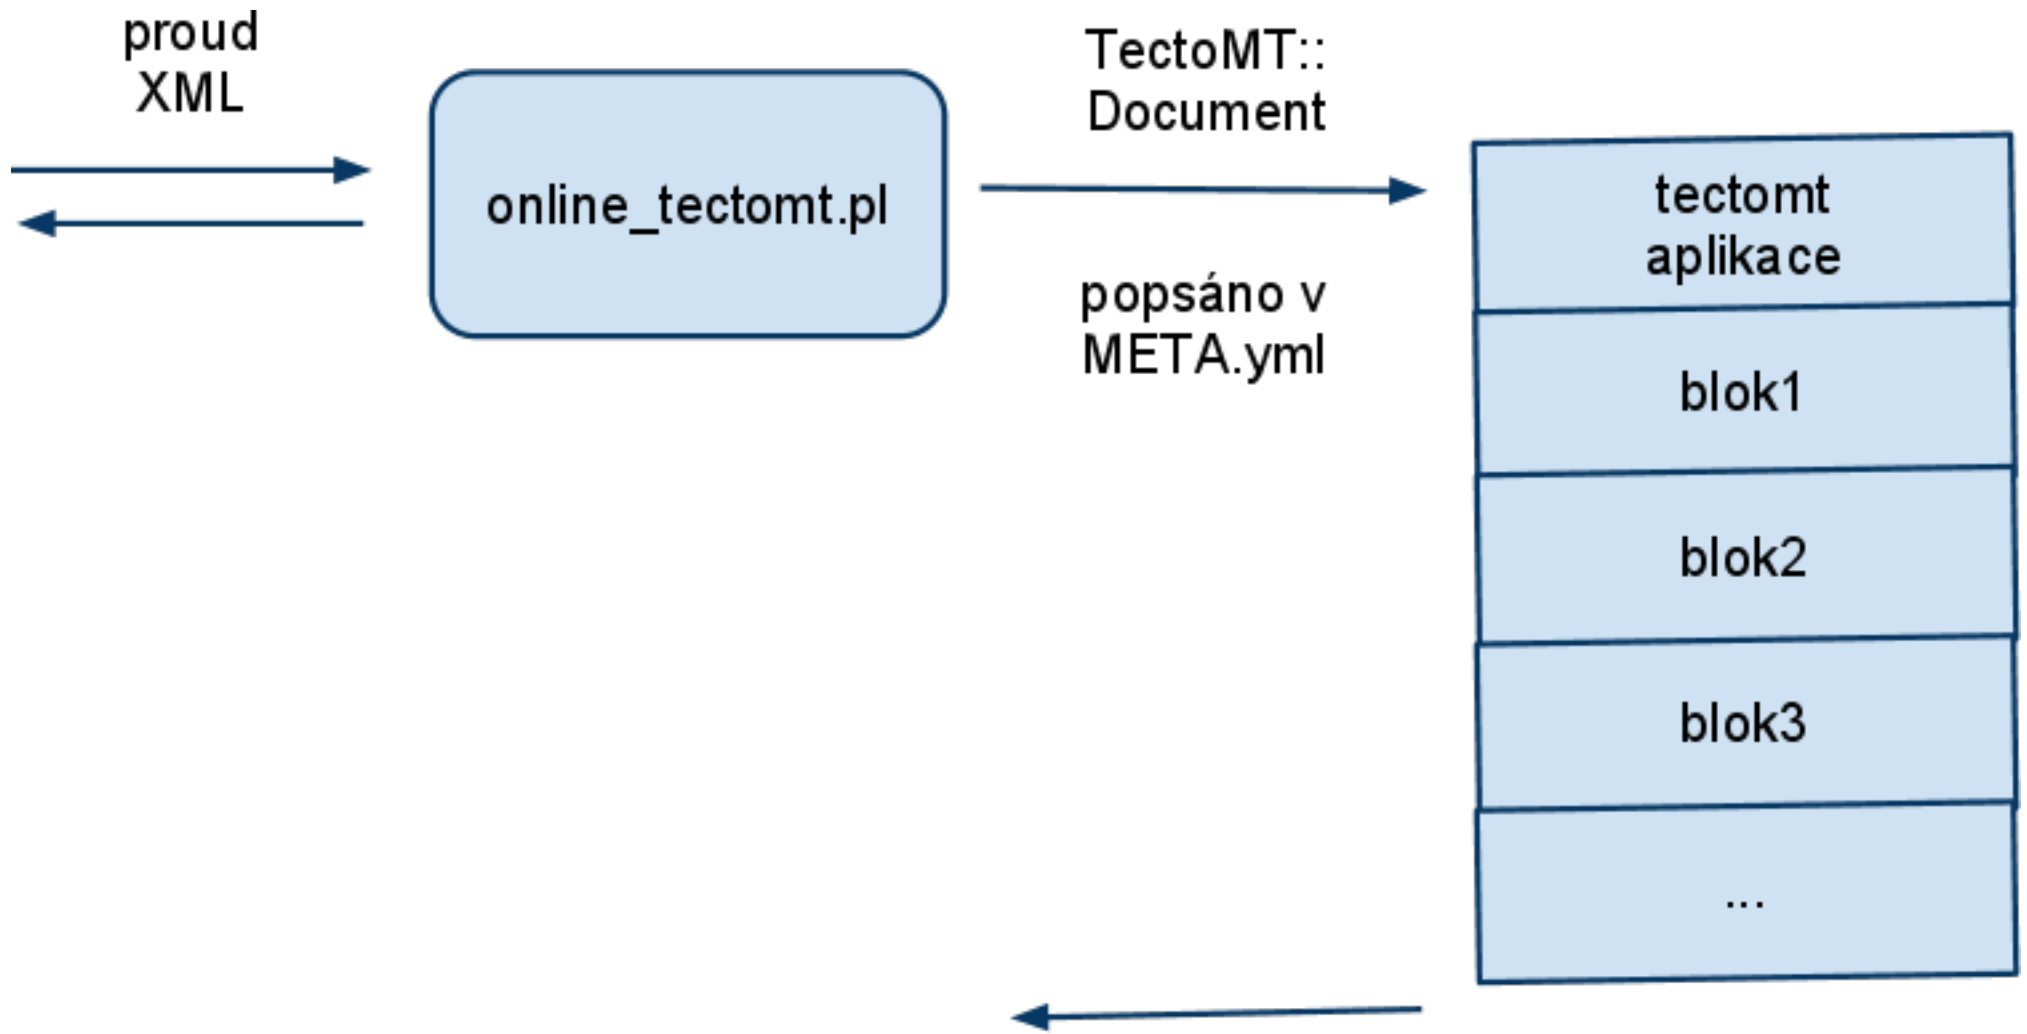 proud
XML
online_tectomt.pl
TectoMT::
Document
popsáno v
META.yml
tectomt
aplikace
blok1
blok2
blok3
...